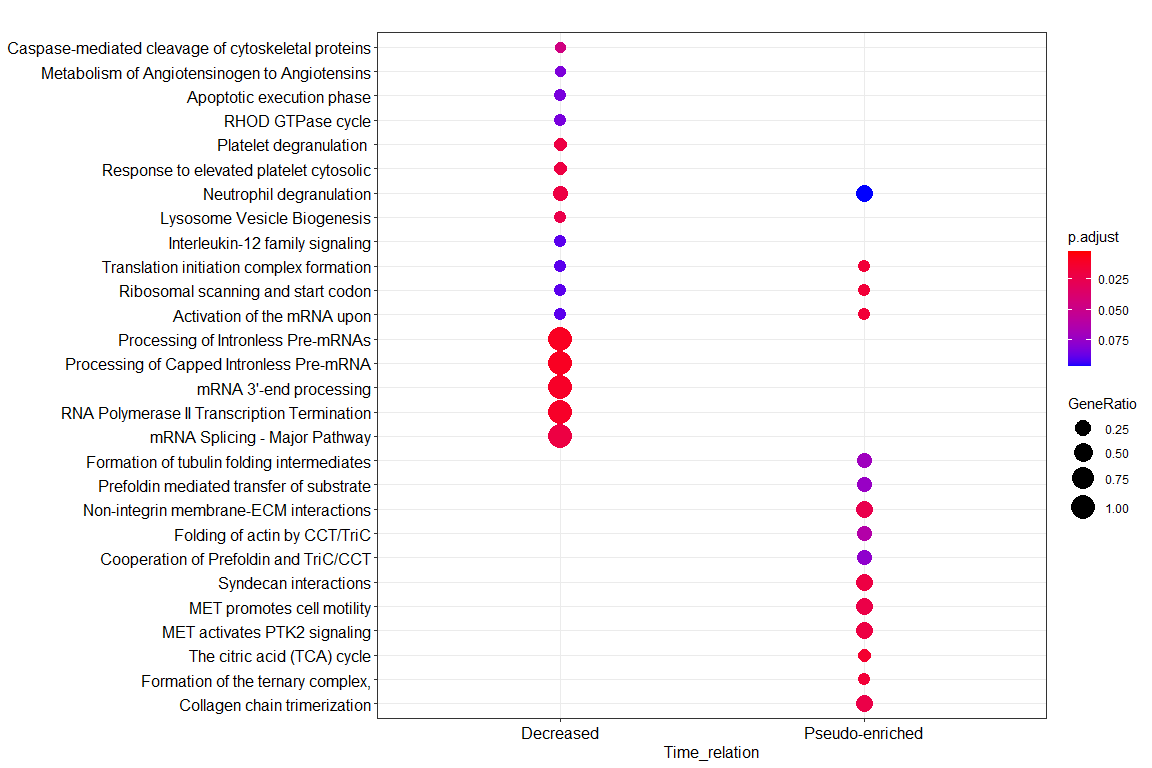 Caspase-mediated cleavage of cytoskeletal proteins
Metabolism of Angiotensinogen to Angiotensins
Apoptotic execution phase
RHOD GTPase cycle
Platelet degranulation
Response to elevated platelet cytosolic
Neutrophil degranulation
Lysosome Vesicle Biogenesis
Interleukin-12 family signaling
Translation initiation complex formation
Ribosomal scanning and start codon
Activation of the mRNA upon
Processing of Intronless Pre-mRNAs
Processing of Capped Intronless Pre-mRNA
mRNA 3'-end processing
RNA Polymerase II Transcription Termination
mRNA Splicing - Major Pathway
Formation of tubulin folding intermediates
Prefoldin mediated transfer of substrate
Non-integrin membrane-ECM interactions
Folding of actin by CCT/TriC
Cooperation of Prefoldin and TriC/CCT
Syndecan interactions
MET promotes cell motility
MET activates PTK2 signaling
The citric acid (TCA) cycle
Formation of the ternary complex,
Collagen chain trimerization
Decreased
Pseudo-enriched
Time_relation
p.adjust
0.025
0.050
0.075
GeneRatio
0.25
0.50
0.75
1.00